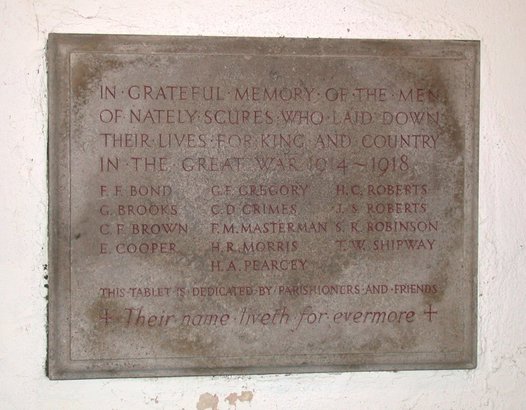 IN · GRATEFUL · MEMORY · OF · THE · MEN
OF · NATELY · SCURES · WHO · LAID · DOWN
THEIR · LIVES · FOR · KING · AND · COUNTRY
IN · THE · GREAT · WAR · 1914~1918
F. F. BOND G. F. GREGORY H. C. ROBERTS
G. BROOKS C. D. GRIMES J. S. ROBERTS
C. F. BROWN F. M. MASTERMAN S. R. ROBINSON
E. COOPER H. R. MORRIS T. W. SHIPWAY
H. A. PEARCEY
THIS · TABLET · IS · DEDICATED · BY · PARISHIONERS · AND · FRIENDS
+ Their · name · liveth · for · evermore +